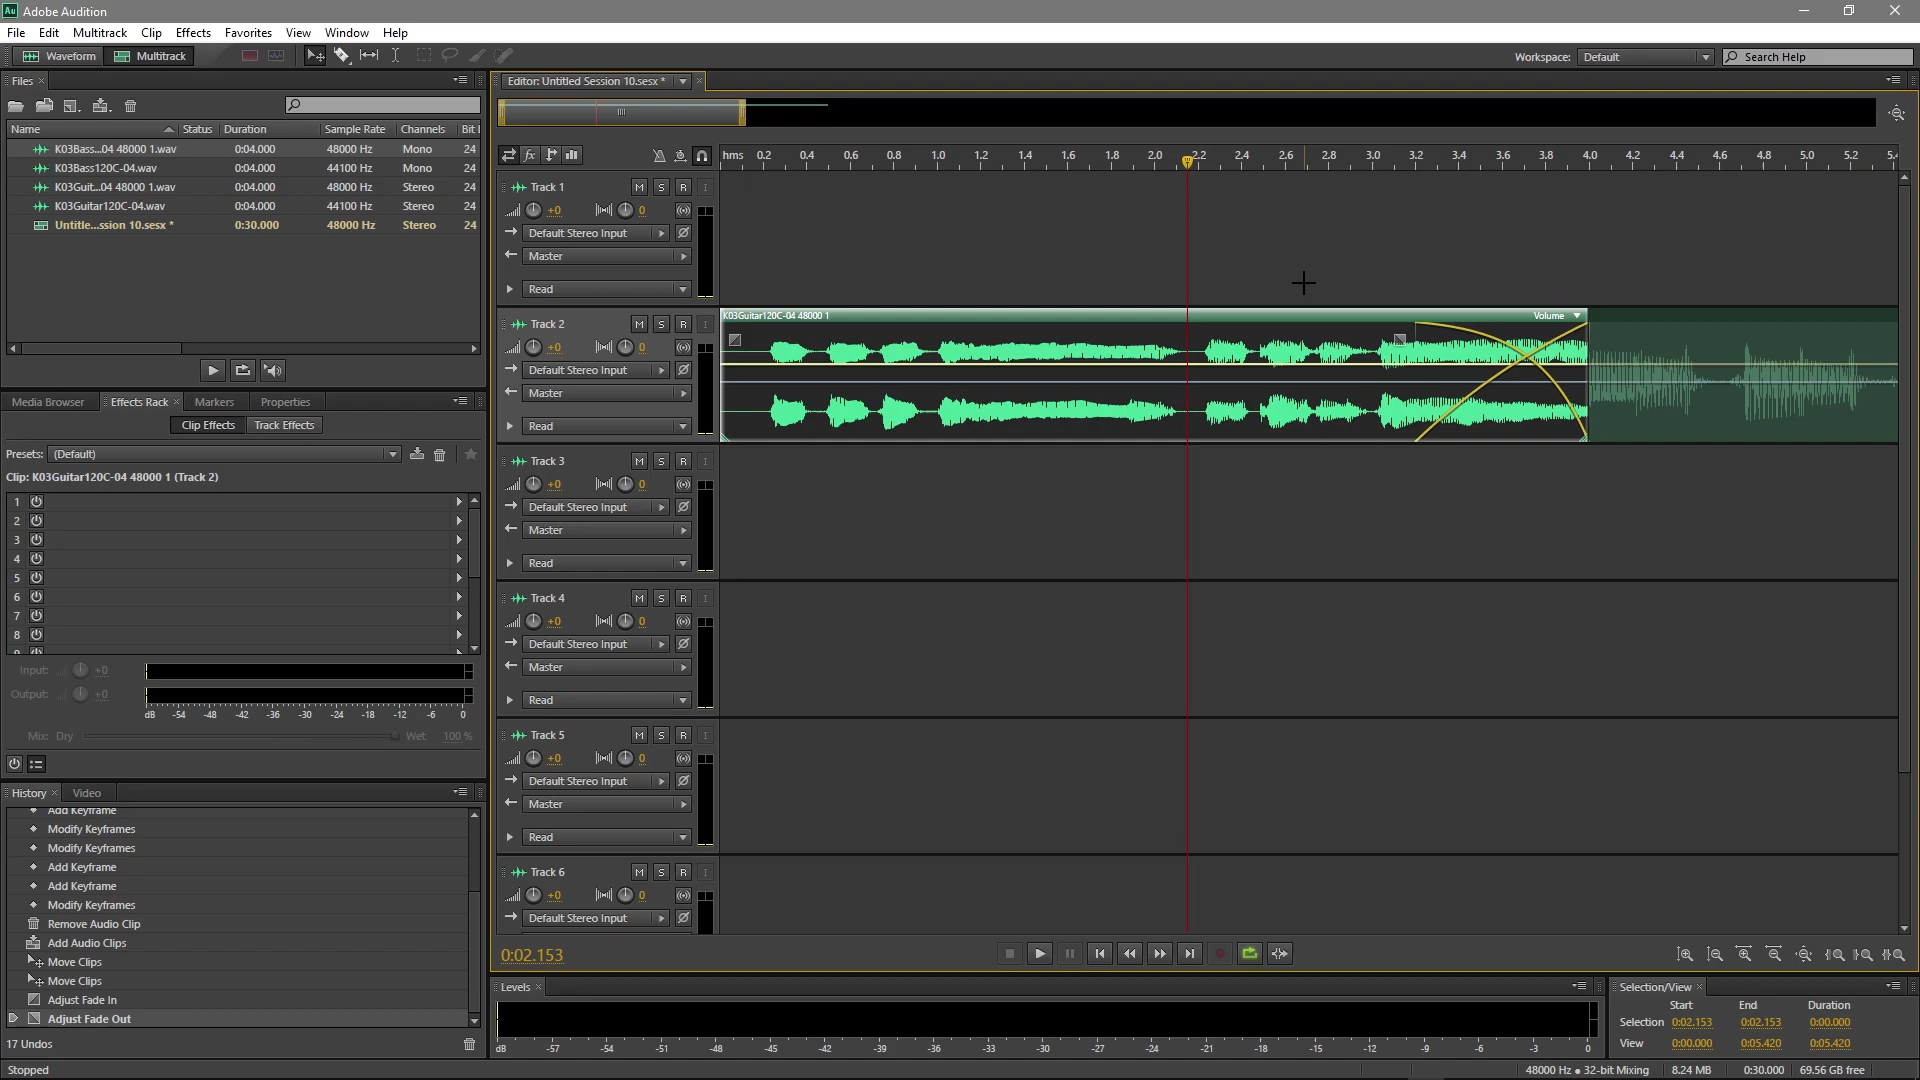 Au Adobe Audition
File Edit Multitrack Clip Effects Favorites View Window Help
Waveform Multitrack Workspace: Default Search Help
Files
Name Status Duration Sample Rate Channels Bit
K03Bass...04 48000 1.wav 0:04.000 48000 Hz Mono 24
K03Bass120C-04.wav 0:04.000 44100 Hz Mono 24
K03Guit...04 48000 1.wav 0:04.000 48000 Hz Stereo 24
K03Guitar120C-04.wav 0:04.000 44100 Hz Stereo 24
Untitle...ssion 10.sesx * 0:30.000 48000 Hz Stereo 24
Media Browser Effects Rack Markers Properties
Clip Effects Track Effects
Presets: (Default)
Clip: K03Guitar120C-04 48000 1 (Track 2)
1
2
3
4
5
6
7
8
Input: +0
Output: +0
dB -54 -48 -42 -36 -30 -24 -18 -12 -6 0
Mix: Dry Wet 100 %
History Video
Add Keyframe
Modify Keyframes
Modify Keyframes
Add Keyframe
Add Keyframe
Modify Keyframes
Remove Audio Clip
Add Audio Clips
Move Clips
Move Clips
Adjust Fade In
Adjust Fade Out
17 Undos
Stopped
Editor: Untitled Session 10.sesx *
fx
hms 0.2 0.4 0.6 0.8 1.0 1.2 1.4 1.6 1.8 2.0 2.2 2.4 2.6 2.8 3.0 3.2 3.4 3.6 3.8 4.0 4.2 4.4 4.6 4.8 5.0 5.2 5.4
Track 1 M S R I
+0 0
Default Stereo Input
Master
Read
Track 2 M S R I
+0 0
Default Stereo Input
Master
Read
K03Guitar120C-04 48000 1 Volume
Track 3 M S R I
+0 0
Default Stereo Input
Master
Read
Track 4 M S R I
+0 0
Default Stereo Input
Master
Read
Track 5 M S R I
+0 0
Default Stereo Input
Master
Read
Track 6 M S R I
+0 0
Default Stereo Input
0:02.153
Levels
dB -57 -54 -51 -48 -45 -42 -39 -36 -33 -30 -27 -24 -21 -18 -15 -12 -9 -6 -3 0
Selection/View
Start End Duration
Selection 0:02.153 0:02.153 0:00.000
View 0:00.000 0:05.420 0:05.420
48000 Hz ● 32-bit Mixing 8.24 MB 0:30.000 69.56 GB free